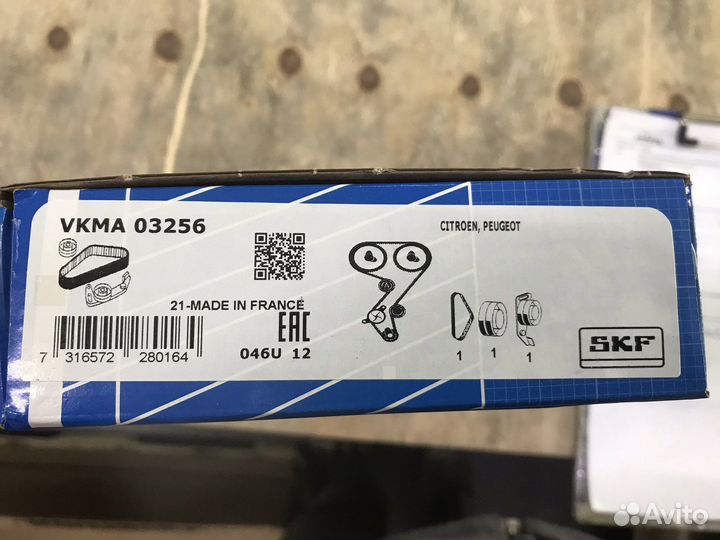 VKMA 03256
CITROEN, PEUGEOT
21-MADE IN FRANCE
EAC
7 316572 280164
046U 12
1 1 1
SKF
Avito